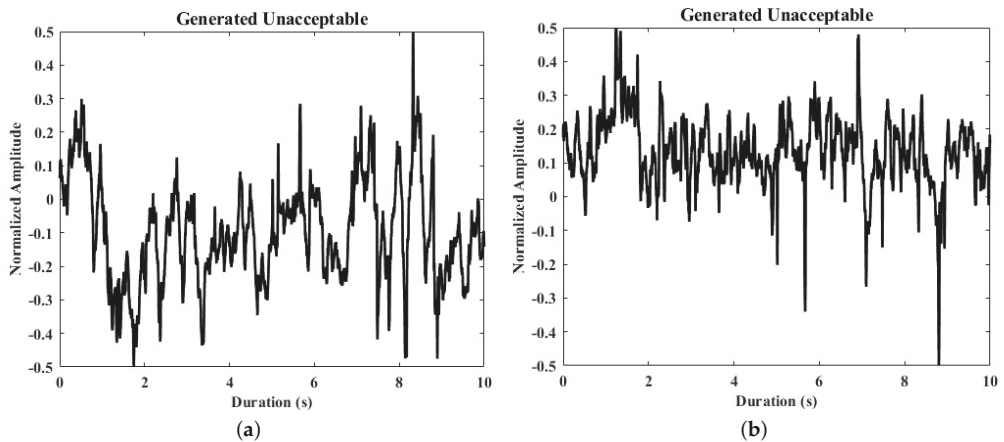 Generated Unacceptable
0.5
0.4
0.3
0.2
0.1
0
-0.1
-0.2
-0.3
-0.4
-0.5
Normalized Amplitude
0 2 4 6 8 10
Duration (s)
(a)
Generated Unacceptable
0.5
0.4
0.3
0.2
0.1
0
-0.1
-0.2
-0.3
-0.4
-0.5
Normalized Amplitude
0 2 4 6 8 10
Duration (s)
(b)